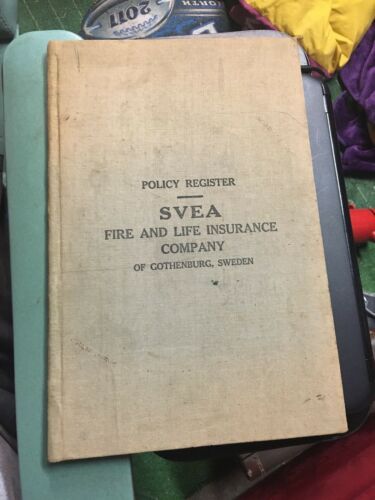 2011
POLICY REGISTER
SVEA
FIRE AND LIFE INSURANCE
COMPANY
OF GOTHENBURG, SWEDEN